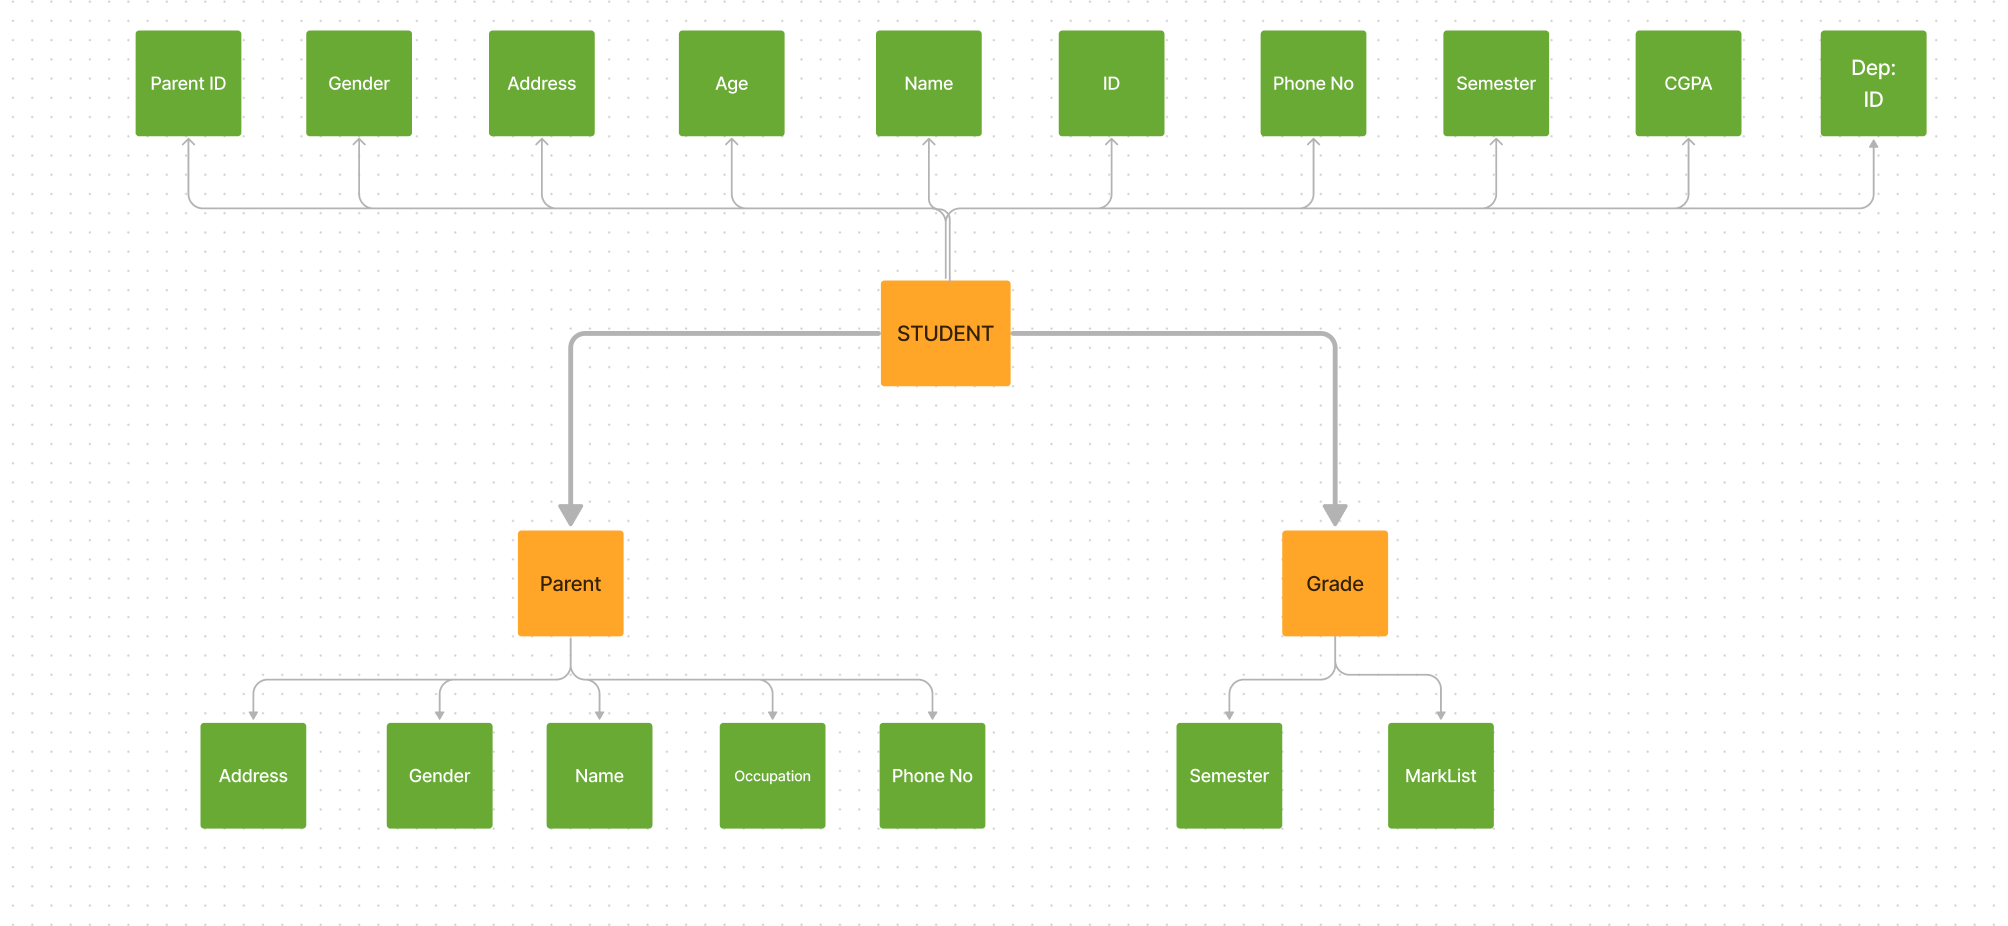 Parent ID
Gender
Address
Age
Name
ID
Phone No
Semester
CGPA
Dep:
ID
STUDENT
Parent
Grade
Address
Gender
Name
Occupation
Phone No
Semester
MarkList